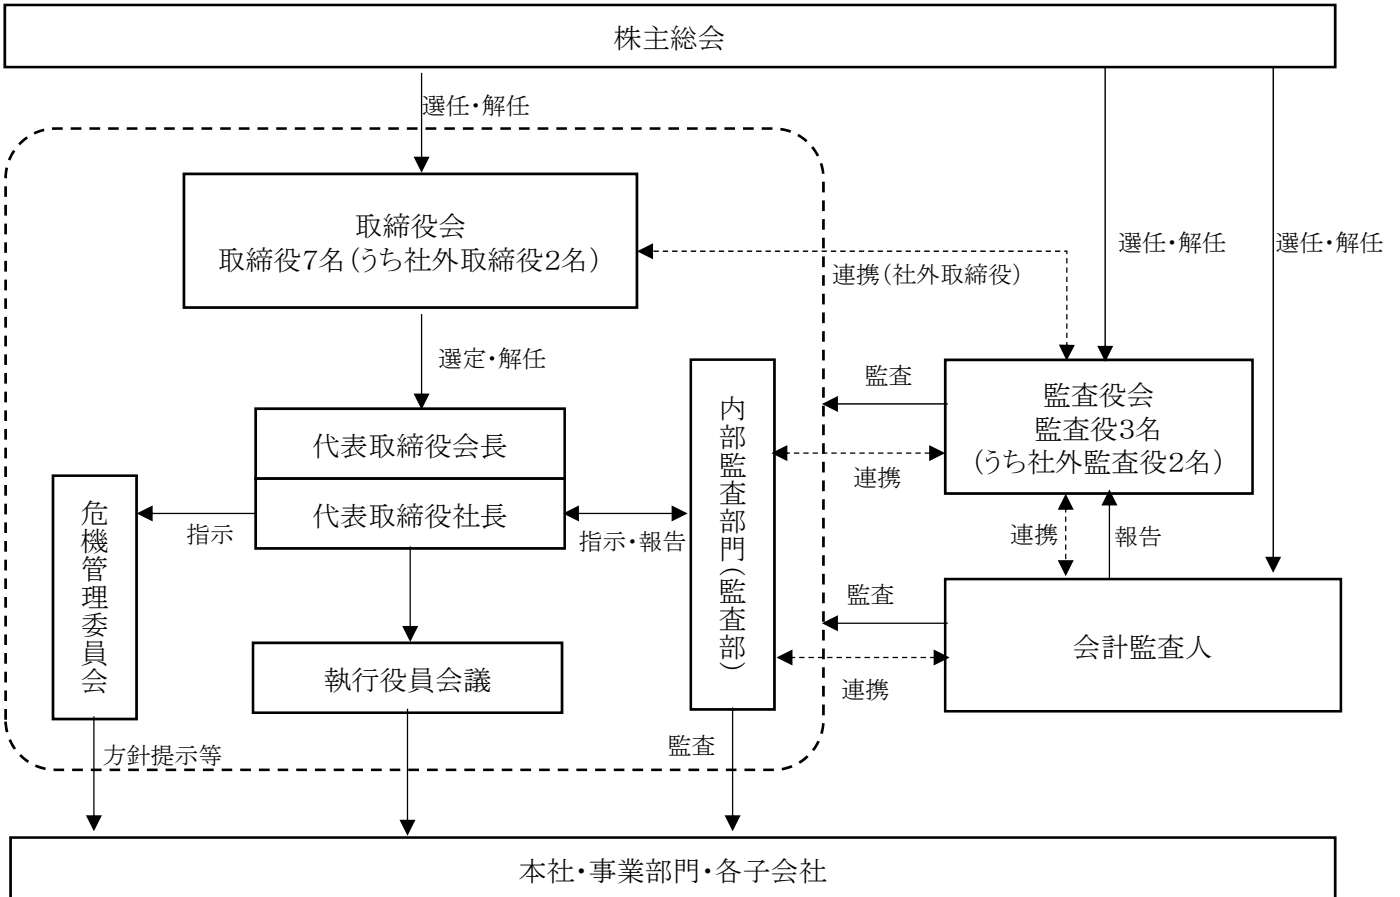 株主総会
選任・解任
取締役会
取締役7名(うち社外取締役2名)
選任・解任
選任・解任
連携(社外取締役)
選定・解任
監査
監査役会
監査役3名
(うち社外監査役2名)
代表取締役会長
連携
代表取締役社長
指示
指示・報告
内部監査部門(監査部)
危機管理委員会
連携
報告
監査
会計監査人
執行役員会議
連携
方針提示等
監査
本社・事業部門・各子会社